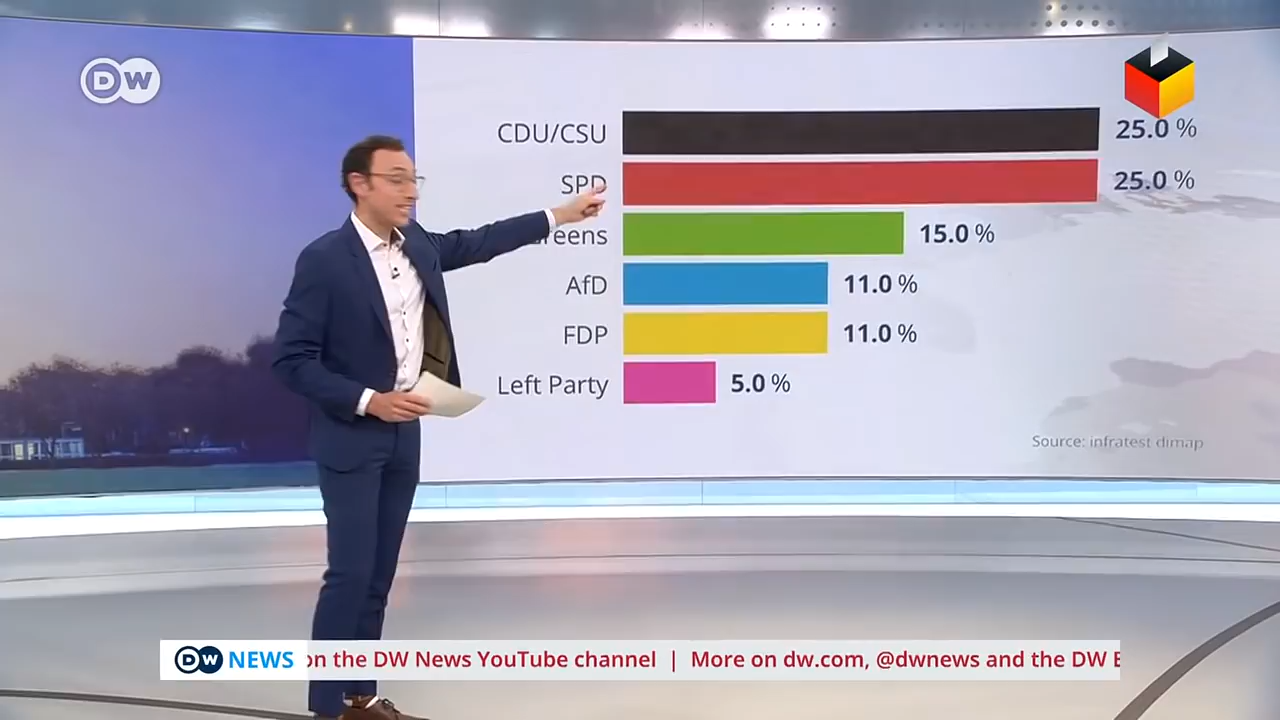 DW
CDU/CSU 25.0 %
SPD 25.0 %
Greens 15.0 %
AfD 11.0 %
FDP 11.0 %
Left Party 5.0 %
Source: infratest dimap
DW NEWS on the DW News YouTube channel | More on dw.com, @dwnews and the DW